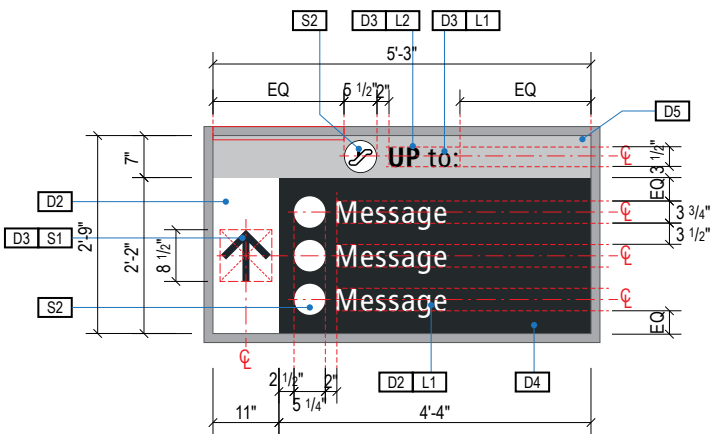 S2 D3 L2 D3 L1
5'-3"
EQ 5 1/2" 2" EQ
D5
7" UP to: ℄ 3 1/2"
EQ
D2 Message ℄ 3 3/4"
D3 S1 2'-9" 2'-2" 8 1/2" 3 1/2"
Message
S2 Message ℄
EQ
℄
2 1/2" 2" D2 L1 D4
5 1/4"
11" 4'-4"